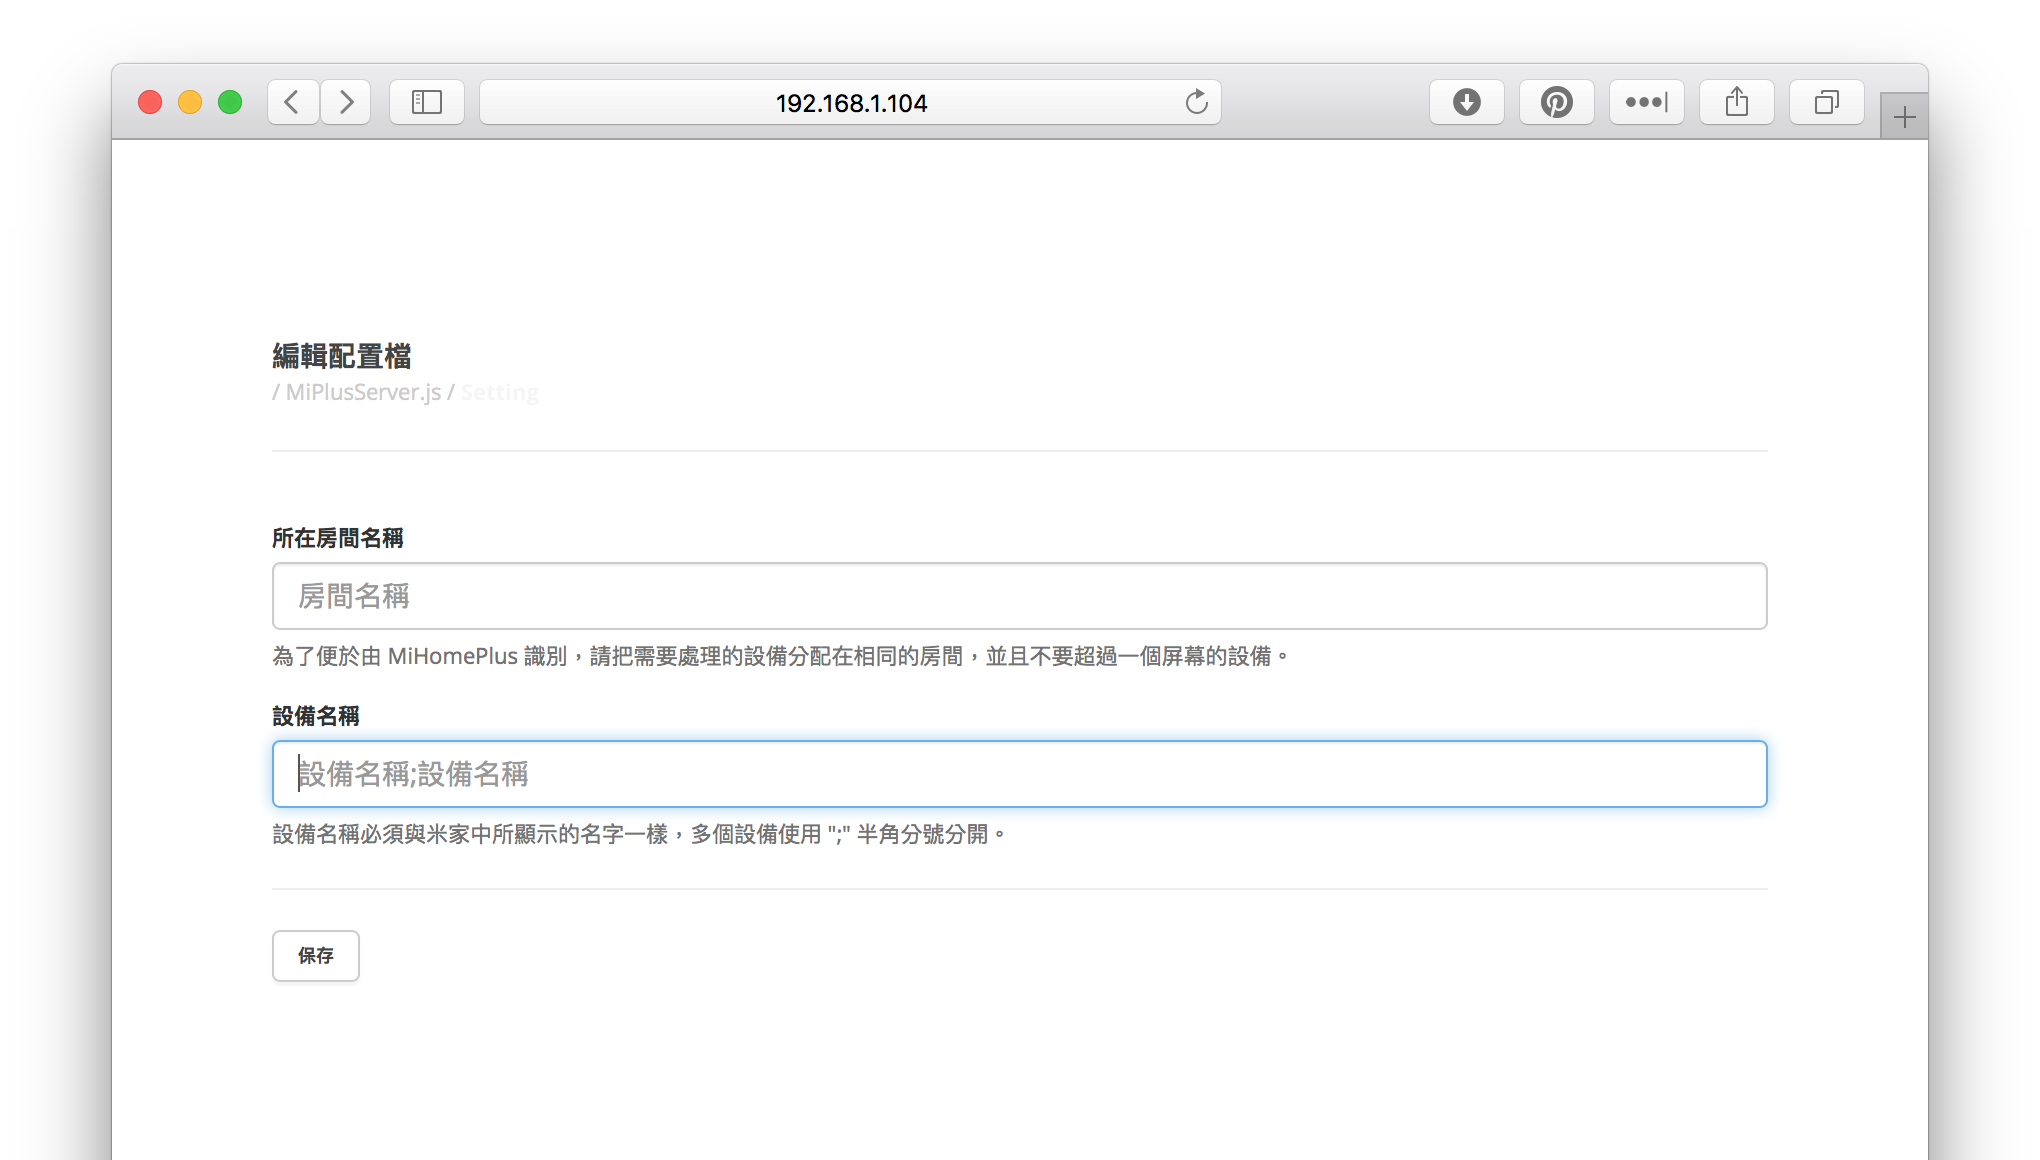 192.168.1.104
編輯配置檔
/ MiPlusServer.js / Setting
所在房間名稱
房間名稱
為了便於由 MiHomePlus 識別，請把需要處理的設備分配在相同的房間，並且不要超過一個屏幕的設備。
設備名稱
設備名稱;設備名稱
設備名稱必須與米家中所顯示的名字一樣，多個設備使用 ";" 半角分號分開。
保存